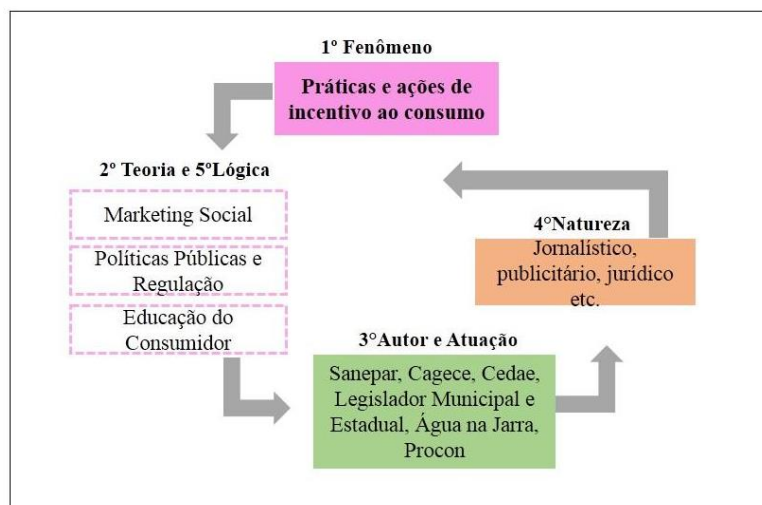 1º Fenômeno
Práticas e ações de
incentivo ao consumo
2º Teoria e 5ºLógica
Marketing Social
Políticas Públicas e
Regulação
Educação do
Consumidor
3°Autor e Atuação
Sanepar, Cagece, Cedae,
Legislador Municipal e
Estadual, Água na Jarra,
Procon
4°Natureza
Jornalístico,
publicitário, jurídico
etc.